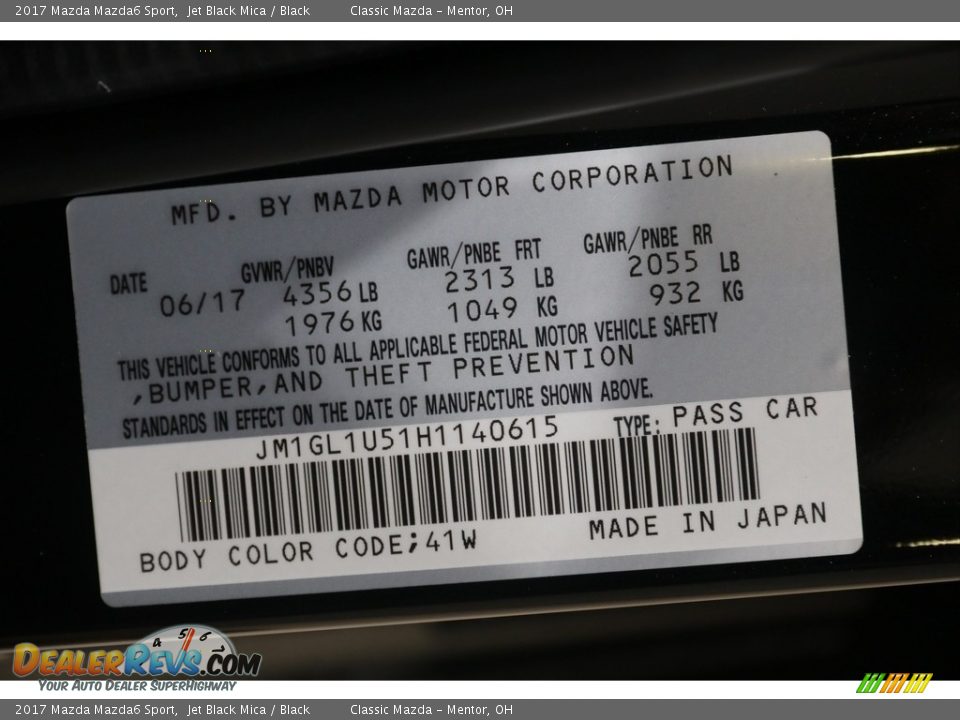 2017 Mazda Mazda6 Sport, Jet Black Mica / Black Classic Mazda - Mentor, OH
MFD. BY MAZDA MOTOR CORPORATION
DATE GVWR/PNBV GAWR/PNBE FRT GAWR/PNBE RR
06/17 4356 LB 2313 LB 2055 LB
1976 KG 1049 KG 932 KG
THIS VEHICLE CONFORMS TO ALL APPLICABLE FEDERAL MOTOR VEHICLE SAFETY
,BUMPER,AND THEFT PREVENTION
STANDARDS IN EFFECT ON THE DATE OF MANUFACTURE SHOWN ABOVE.
JM1GL1U51H1140615 TYPE: PASS CAR
BODY COLOR CODE;41W MADE IN JAPAN
4 5 6
DEALERREVS.COM
YOUR AUTO DEALER SUPERHIGHWAY
2017 Mazda Mazda6 Sport, Jet Black Mica / Black Classic Mazda - Mentor, OH